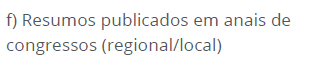 f) Resumos publicados em anais de
congressos (regional/local)